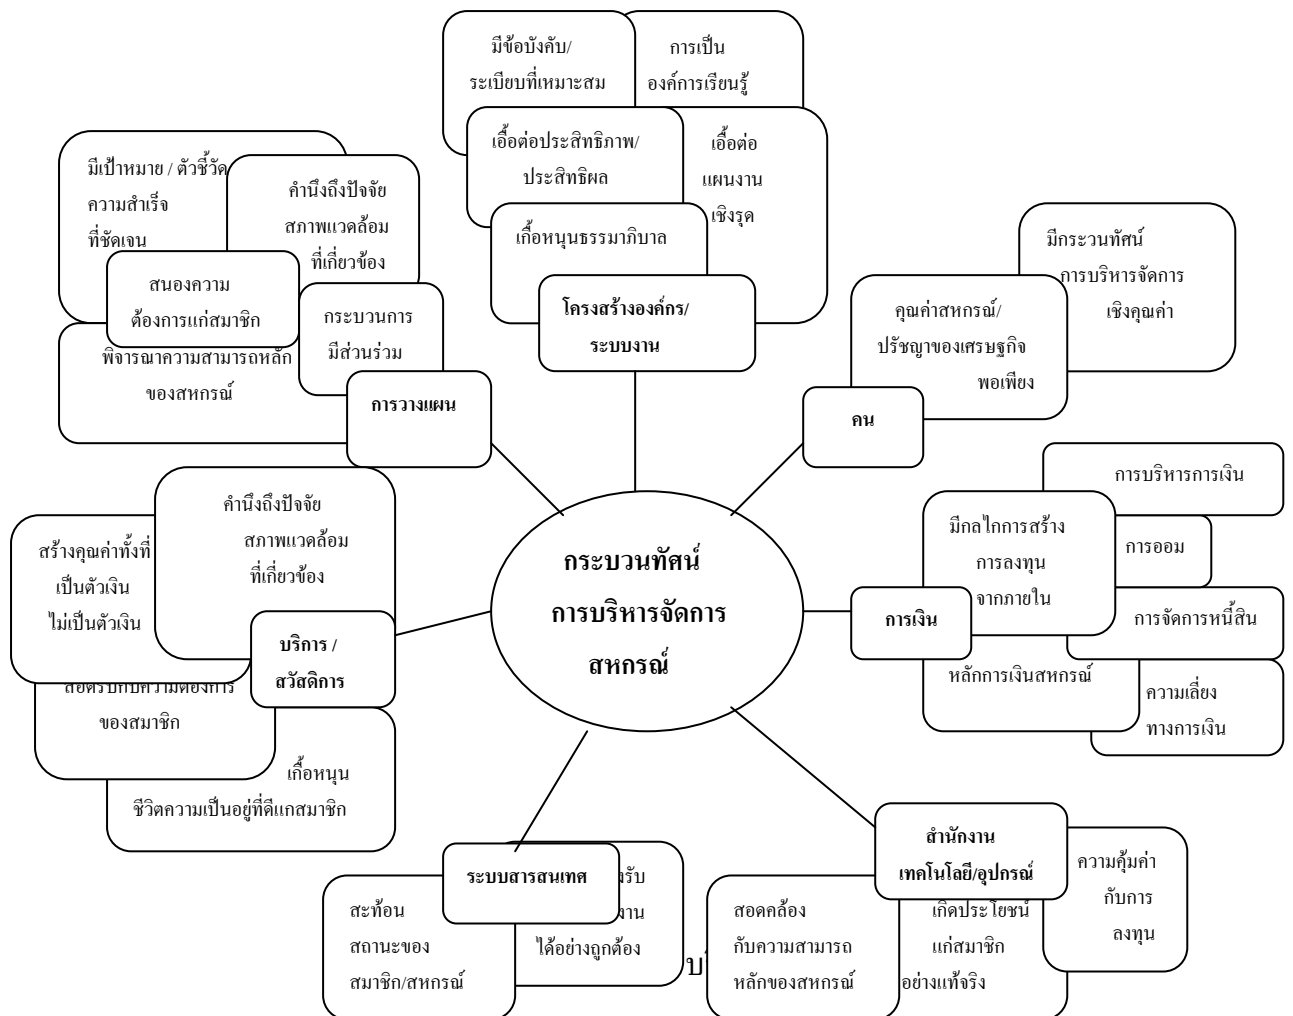 มีข้อบังคับ/
ระเบียบที่เหมาะสม
การเป็น
องค์การเรียนรู้
เอื้อต่อประสิทธิภาพ/
ประสิทธิผล
เอื้อต่อ
แผนงาน
เชิงรุด
เกื้อหนุนธรรมาภิบาล
โครงสร้างองค์กร/
ระบบงาน
มีเป้าหมาย / ตัวชี้วัด
ความสำเร็จ
ที่ชัดเจน
คำนึงถึงปัจจัย
สภาพแวดล้อม
ที่เกี่ยวข้อง
สนองความ
ต้องการแก่สมาชิก
กระบวนการ
มีส่วนร่วม
พิจารณาความสามารถหลัก
ของสหกรณ์
การวางแผน
มีกระวนทัศน์
การบริหารจัดการ
เชิงคุณค่า
คุณค่าสหกรณ์/
ปรัชญาของเศรษฐกิจ
พอเพียง
คน
คำนึงถึงปัจจัย
สภาพแวดล้อม
ที่เกี่ยวข้อง
สร้างคุณค่าทั้งที่
เป็นตัวเงิน
ไม่เป็นตัวเงิน
บริการ /
สวัสดิการ
ของสมาชิก
เกื้อหนุน
ชีวิตความเป็นอยู่ที่ดีแกสมาชิก
กระบวนทัศน์
การบริหารจัดการ
สหกรณ์
การบริหารการเงิน
มีกลไกการสร้าง
การลงทุน
จากภายใน
การออม
การเงิน
การจัดการหนี้สิน
หลักการเงินสหกรณ์
ความเลี่ยง
ทางการเงิน
ระบบสารสนเทศ
สะท้อน
สถานะของ
สมาชิก/สหกรณ์
รับ
งาน
ได้อย่างถูกต้อง
สำนักงาน
เทคโนโลยี/อุปกรณ์
สอดคล้อง
กับความสามารถ
หลักของสหกรณ์
เกิดประโยชน์
แก่สมาชิก
อย่างแท้จริง
ความคุ้มค่า
กับการ
ลงทุน